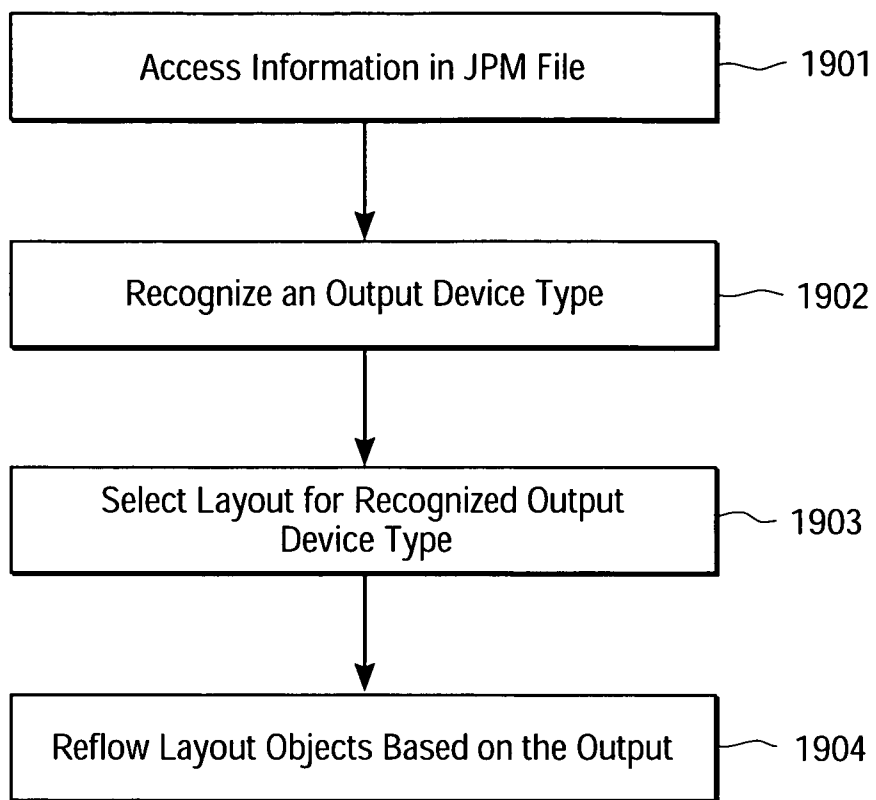 Access Information in JPM File
1901
Recognize an Output Device Type
1902
Select Layout for Recognized Output
Device Type
1903
Reflow Layout Objects Based on the Output
1904